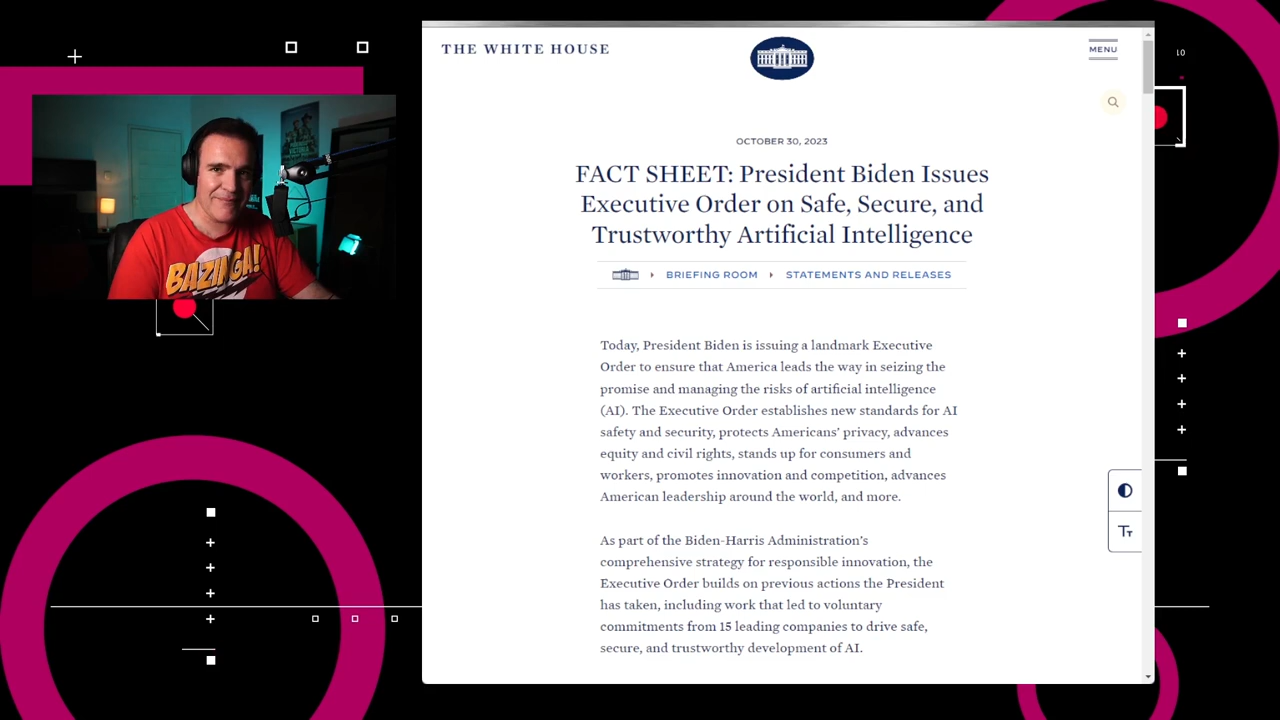 THE WHITE HOUSE
MENU
10
OCTOBER 30, 2023
FACT SHEET: President Biden Issues
Executive Order on Safe, Secure, and
Trustworthy Artificial Intelligence
BRIEFING ROOM
STATEMENTS AND RELEASES
BAZINGA!
Today, President Biden is issuing a landmark Executive
Order to ensure that America leads the way in seizing the
promise and managing the risks of artificial intelligence
(AI). The Executive Order establishes new standards for AI
safety and security, protects Americans’ privacy, advances
equity and civil rights, stands up for consumers and
workers, promotes innovation and competition, advances
American leadership around the world, and more.
As part of the Biden-Harris Administration’s
comprehensive strategy for responsible innovation, the
Executive Order builds on previous actions the President
has taken, including work that led to voluntary
commitments from 15 leading companies to drive safe,
secure, and trustworthy development of AI.
TT